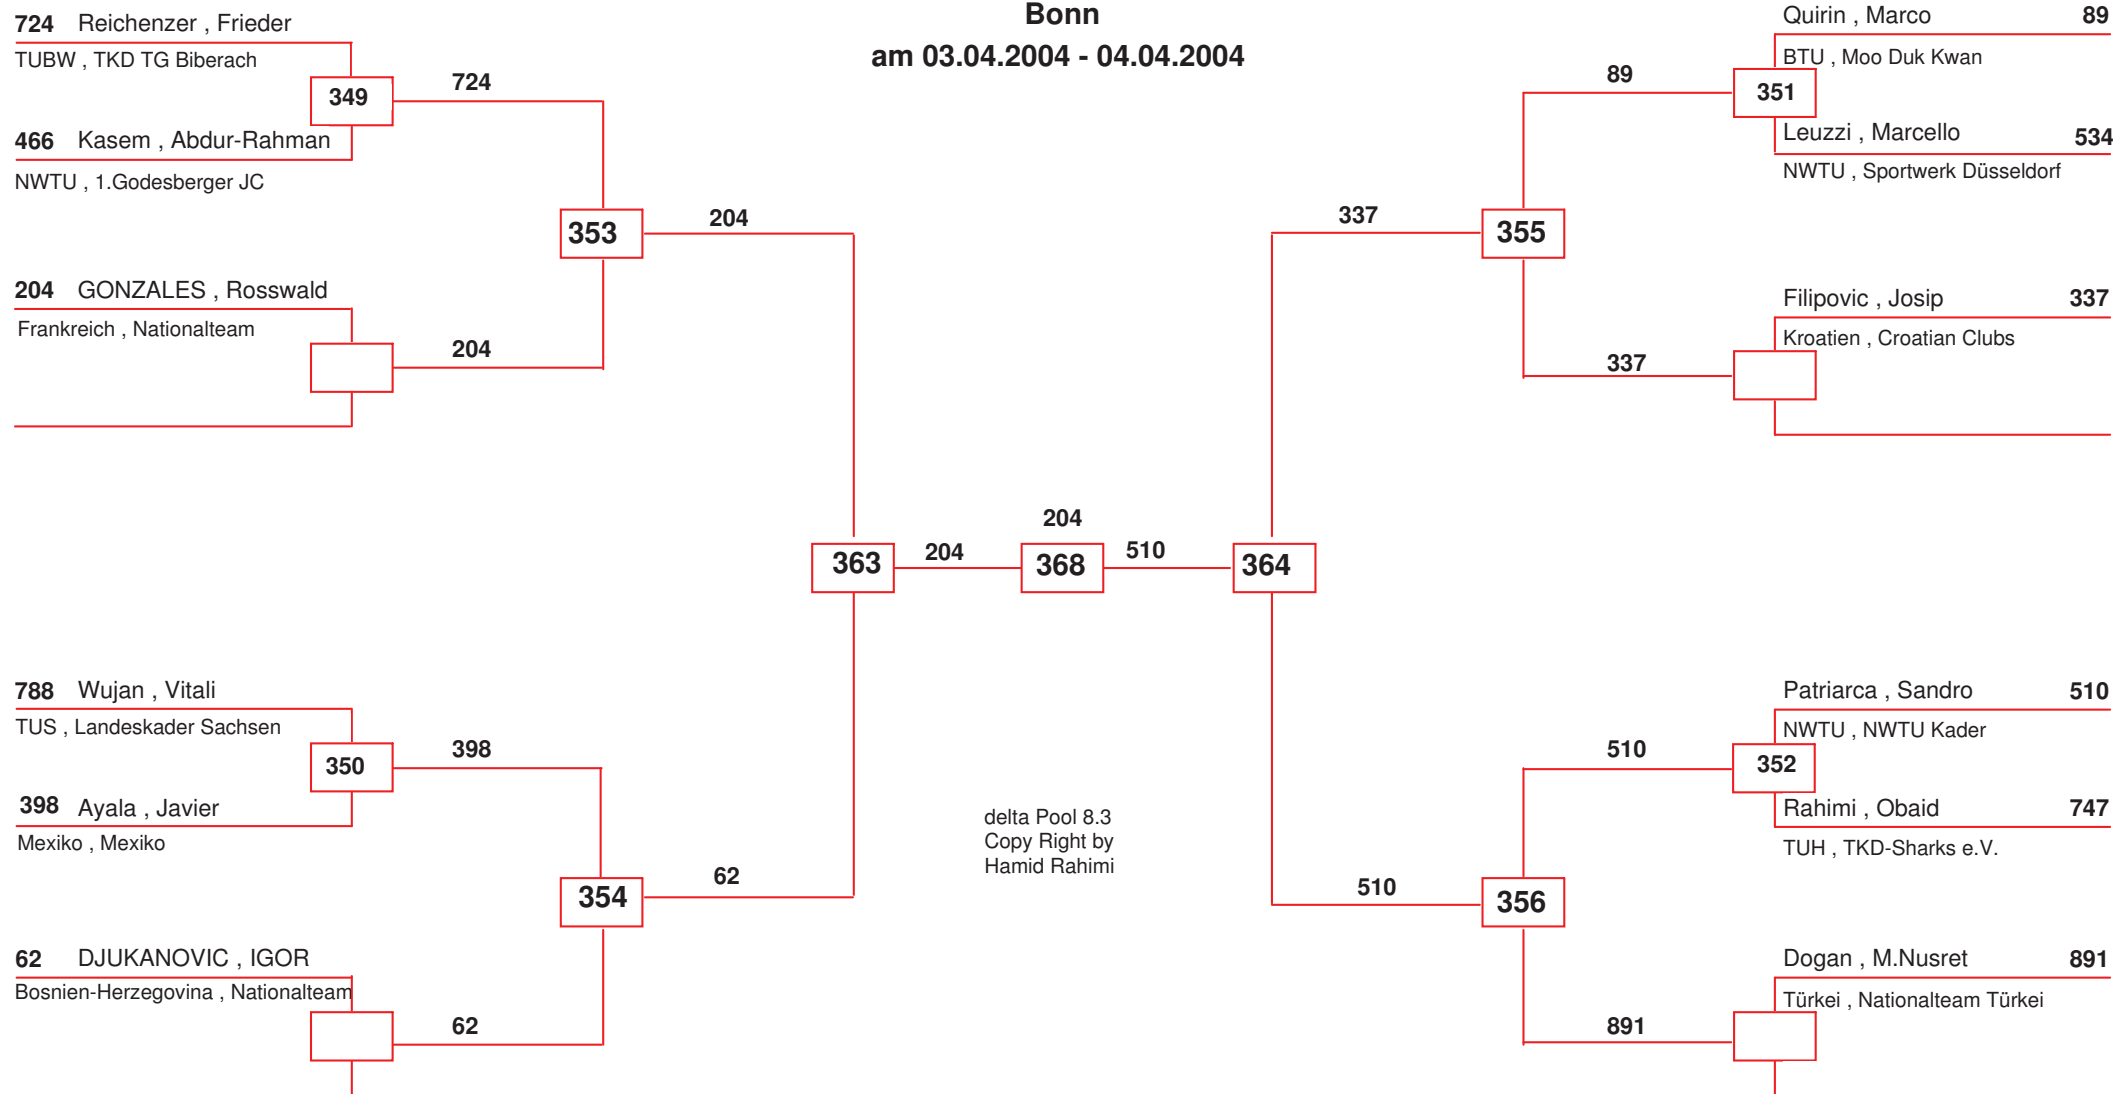 Bonn
am 03.04.2004 - 04.04.2004
724 Reichenzer , Frieder
TUBW , TKD TG Biberach
349
724
466 Kasem , Abdur-Rahman
NWTU , 1.Godesberger JC
353
204
204 GONZALES , Rosswald
Frankreich , Nationalteam
204
788 Wujan , Vitali
TUS , Landeskader Sachsen
350
398
398 Ayala , Javier
Mexiko , Mexiko
354
62
62 DJUKANOVIC , IGOR
Bosnien-Herzegovina , Nationalteam
62
363
204
204
368
510
364
delta Pool 8.3
Copy Right by
Hamid Rahimi
Quirin , Marco 89
BTU , Moo Duk Kwan
89
351
Leuzzi , Marcello 534
NWTU , Sportwerk Düsseldorf
337
355
Filipovic , Josip 337
Kroatien , Croatian Clubs
337
Patriarca , Sandro 510
NWTU , NWTU Kader
510
352
Rahimi , Obaid 747
TUH , TKD-Sharks e.V.
510
356
Dogan , M.Nusret 891
Türkei , Nationalteam Türkei
891